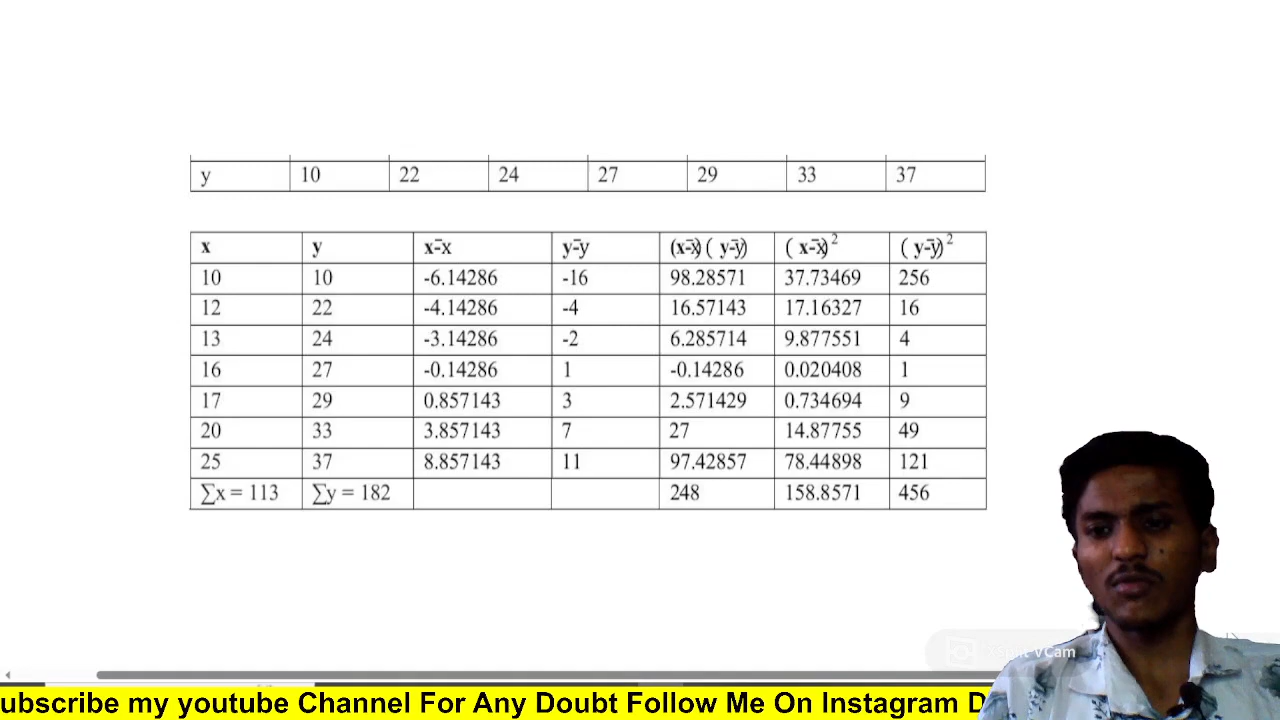 y 10 22 24 27 29 33 37
x y x-x̄ y-ȳ (x-x̄) ( y-ȳ) ( x-x̄)² ( y-ȳ)²
10 10 -6.14286 -16 98.28571 37.73469 256
12 22 -4.14286 -4 16.57143 17.16327 16
13 24 -3.14286 -2 6.285714 9.877551 4
16 27 -0.14286 1 -0.14286 0.020408 1
17 29 0.857143 3 2.571429 0.734694 9
20 33 3.857143 7 27 14.87755 49
25 37 8.857143 11 97.42857 78.44898 121
∑x = 113 ∑y = 182 248 158.8571 456
XSplit VCam
ubscribe my youtube Channel For Any Doubt Follow Me On Instagram D